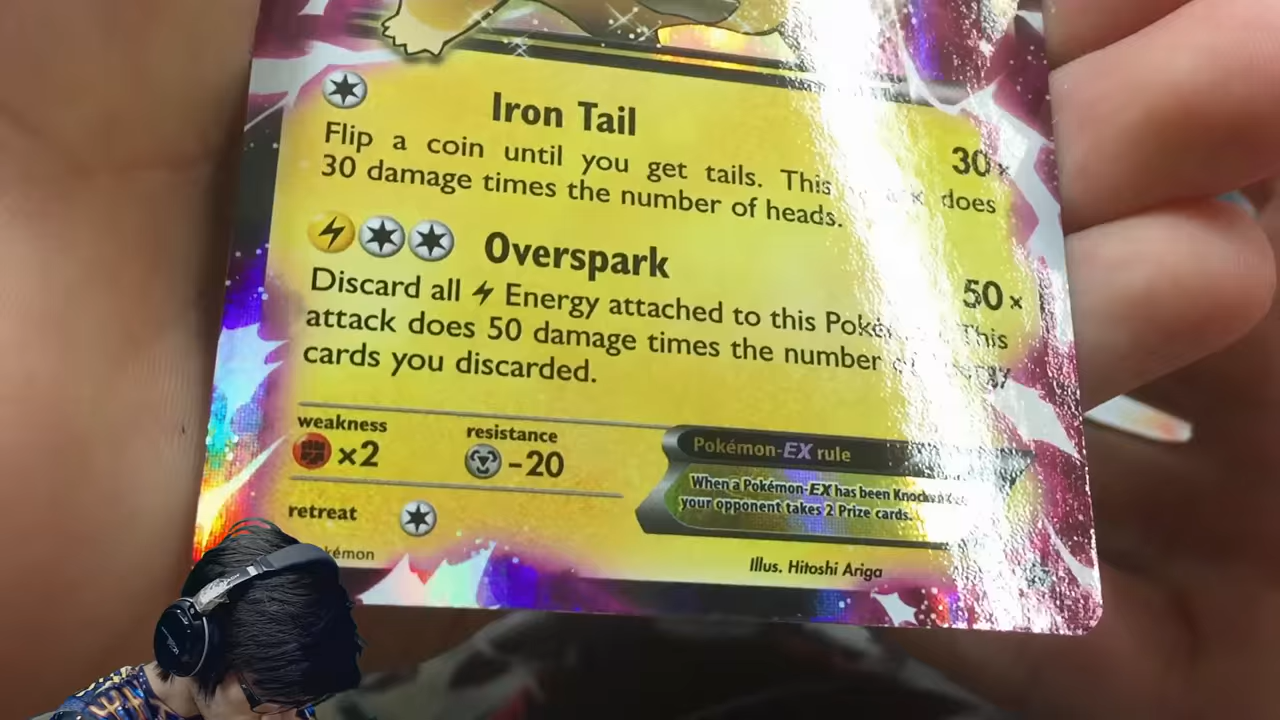 Iron Tail
30×
Flip a coin until you get tails. This does
30 damage times the number of heads.
Overspark
50×
Discard all Energy attached to this This
attack does 50 damage times the number
cards you discarded.
weakness
×2
resistance
-20
retreat
Pokémon-EX rule
When a Pokémon-EX has been
your opponent takes 2 Prize cards.
Illus. Hitoshi Ariga